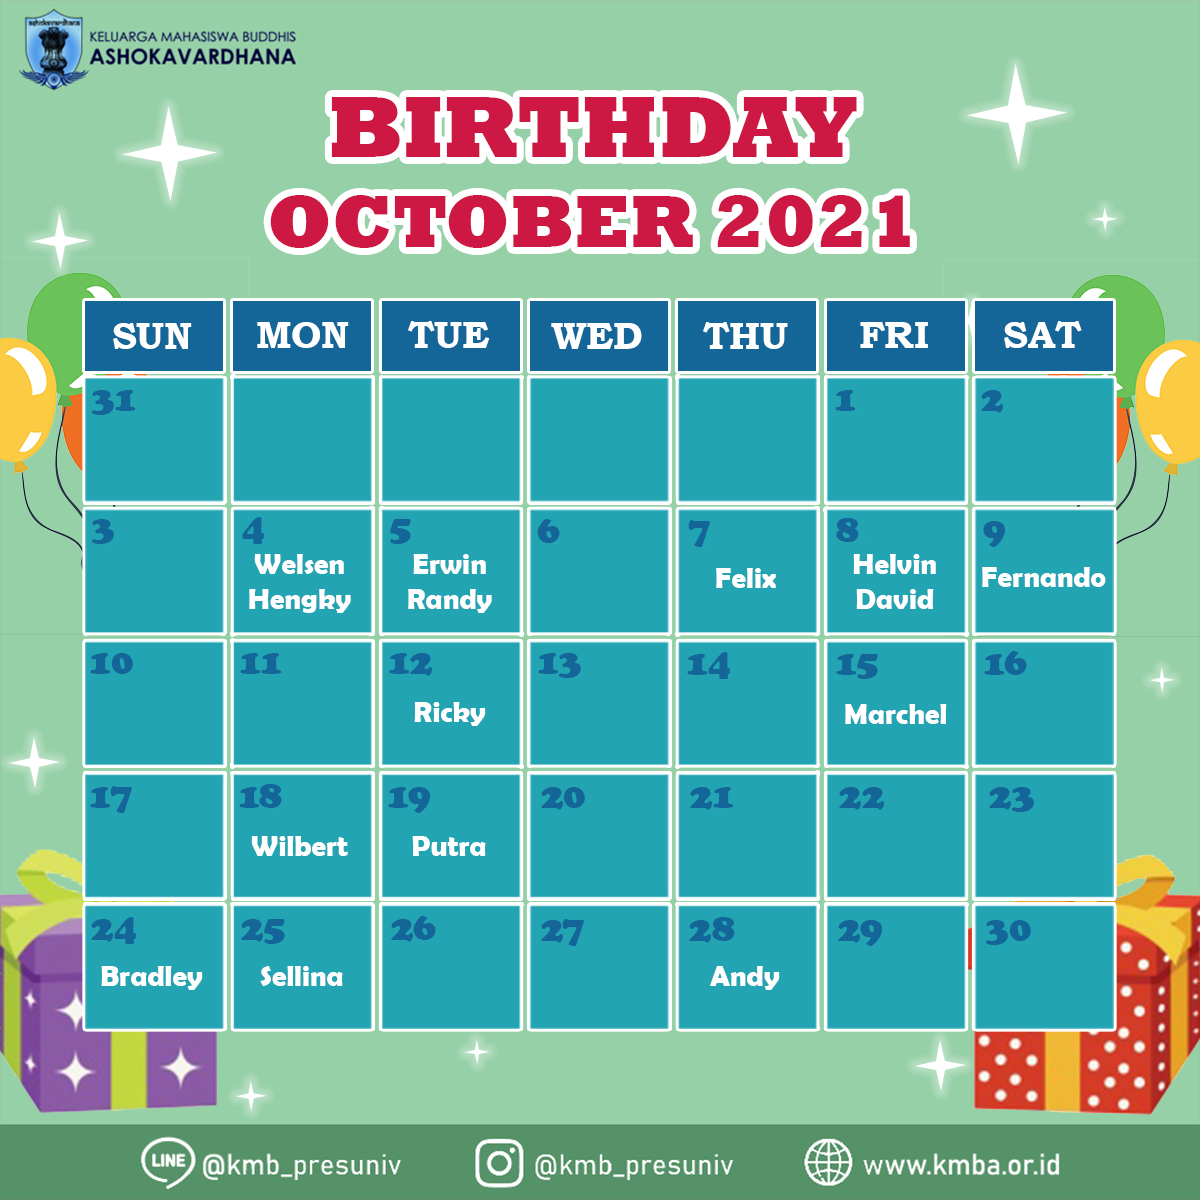 ashokavardhana
KELUARGA MAHASISWA BUDDHIS
ASHOKAVARDHANA
BIRTHDAY
OCTOBER 2021
SUN MON TUE WED THU FRI SAT
31 1 2
3 4 5 6 7 8 9
Welsen Erwin Felix Helvin Fernando
Hengky Randy David
10 11 12 13 14 15 16
Ricky Marchel
17 18 19 20 21 22 23
Wilbert Putra
24 25 26 27 28 29 30
Bradley Sellina Andy
LINE @kmb_presuniv @kmb_presuniv www.kmba.or.id